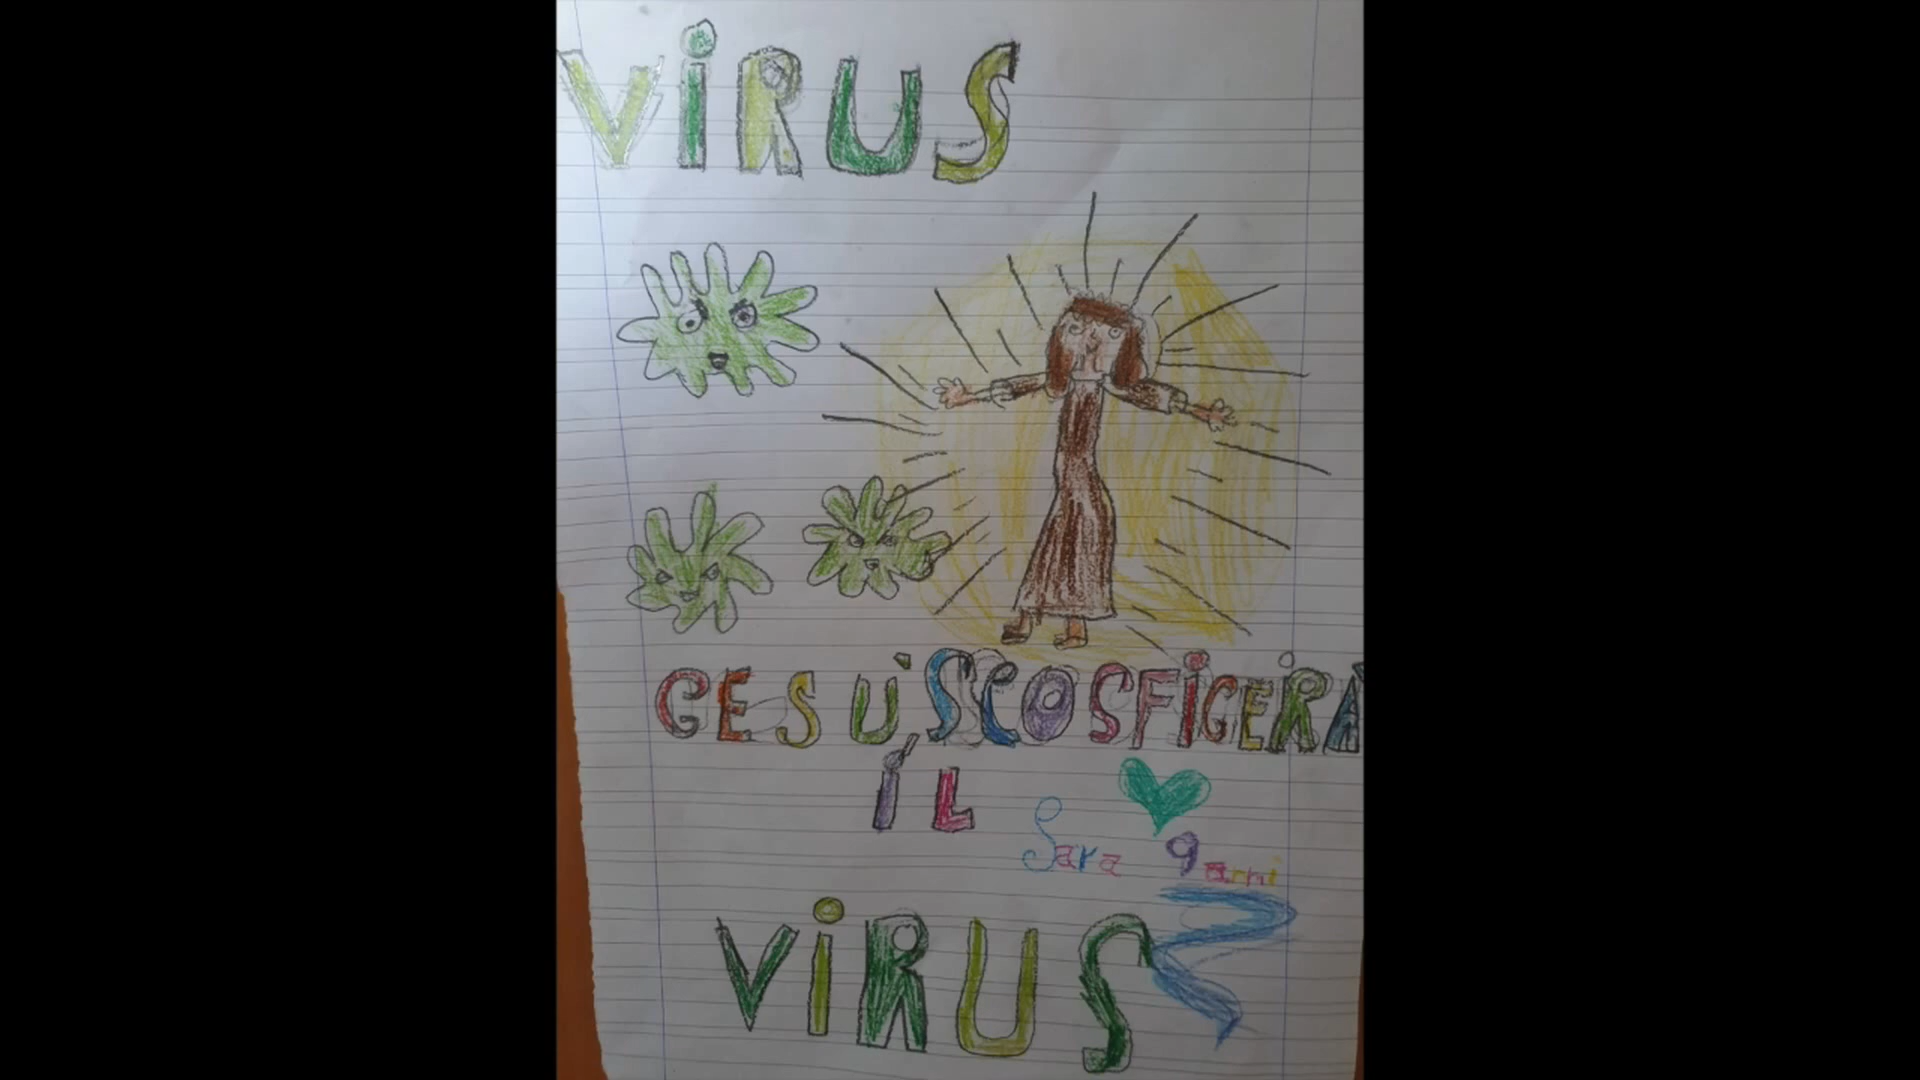 ViRUS
GESÙ SCOSFIGERÀ
iL
Sara 9 anni
ViRUS